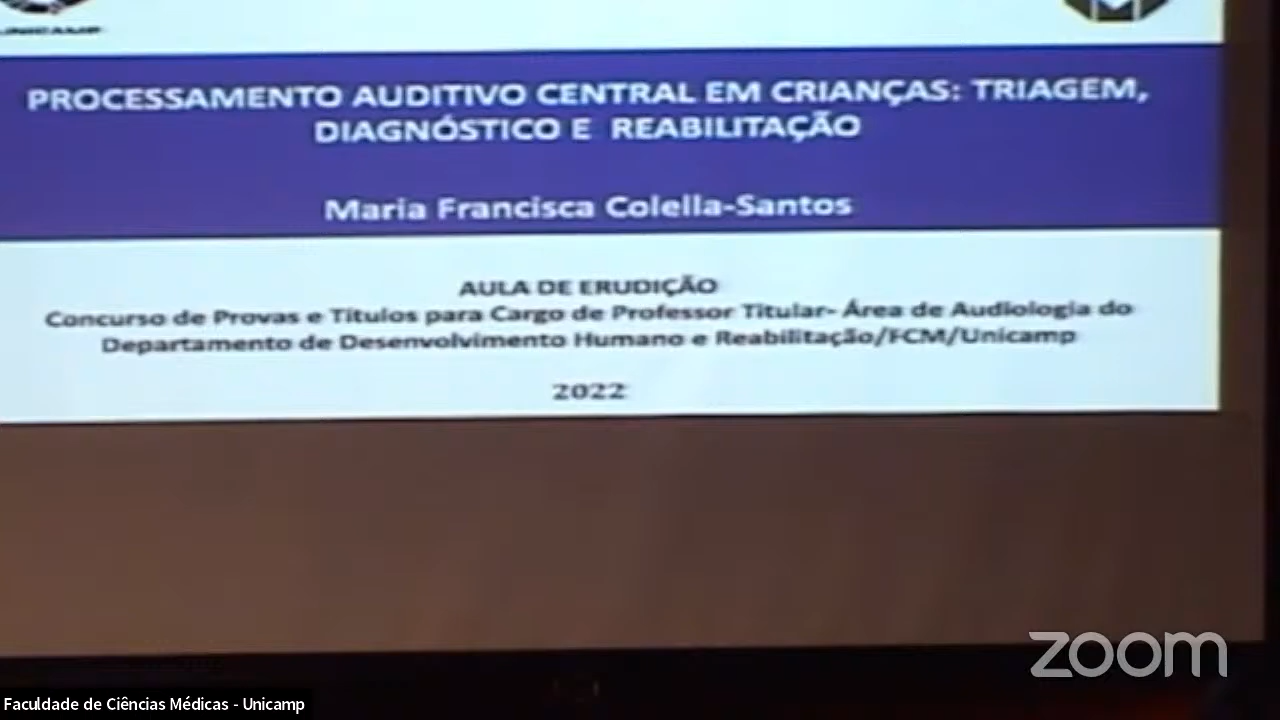 UNICAMP
PROCESSAMENTO AUDITIVO CENTRAL EM CRIANÇAS: TRIAGEM,
DIAGNÓSTICO E REABILITAÇÃO
Maria Francisca Colella-Santos
AULA DE ERUDIÇÃO
Concurso de Provas e Títulos para Cargo de Professor Titular- Área de Audiologia do
Departamento de Desenvolvimento Humano e Reabilitação/FCM/Unicamp
2022
zoom
Faculdade de Ciências Médicas - Unicamp